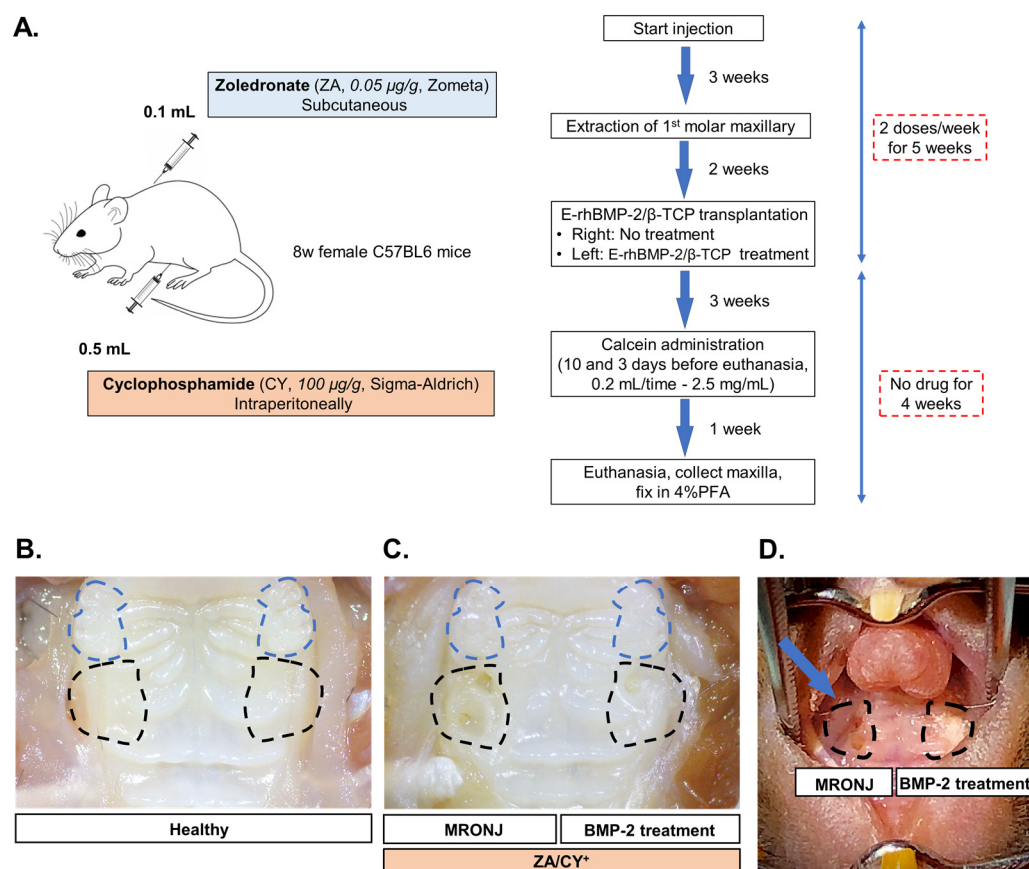 A.
Zoledronate (ZA, 0.05 µg/g, Zometa)
Subcutaneous
0.1 mL
8w female C57BL6 mice
0.5 mL
Cyclophosphamide (CY, 100 µg/g, Sigma-Aldrich)
Intraperitoneally
Start injection
3 weeks
Extraction of 1st molar maxillary
2 weeks
E-rhBMP-2/β-TCP transplantation
• Right: No treatment
• Left: E-rhBMP-2/β-TCP treatment
3 weeks
Calcein administration
(10 and 3 days before euthanasia,
0.2 mL/time - 2.5 mg/mL)
1 week
Euthanasia, collect maxilla,
fix in 4%PFA
2 doses/week
for 5 weeks
No drug for
4 weeks
B.
Healthy
C.
MRONJ
BMP-2 treatment
ZA/CY⁺
D.
MRONJ
BMP-2 treatment